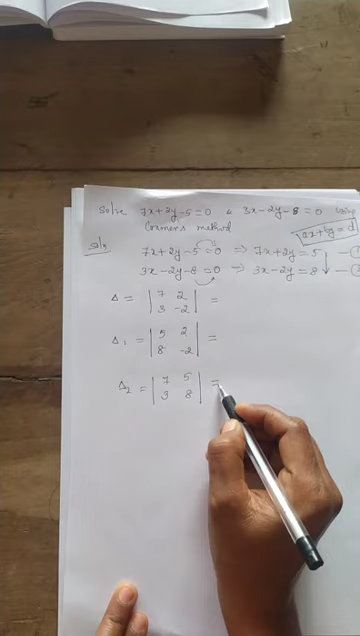 Solve 7x+2y-5=0 & 3x-2y-8=0 using
Cramer's method
ax+by=d
Sol:
7x+2y-5=0 ⇒ 7x+2y=5
3x-2y-8=0 ⇒ 3x-2y=8
Δ = | 7 2 | =
| 3 -2 |
Δ₁ = | 5 2 | =
| 8 -2 |
Δ₂ = | 7 5 | =
| 3 8 |